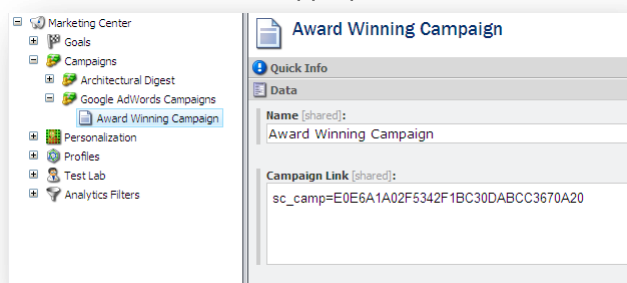 Marketing Center
Goals
Campaigns
Architectural Digest
Google AdWords Campaigns
Award Winning Campaign
Personalization
Profiles
Test Lab
Analytics Filters
Award Winning Campaign
Quick Info
Data
Name [shared]:
Award Winning Campaign
Campaign Link [shared]:
sc_camp=E0E6A1A02F5342F1BC30DABCC3670A20